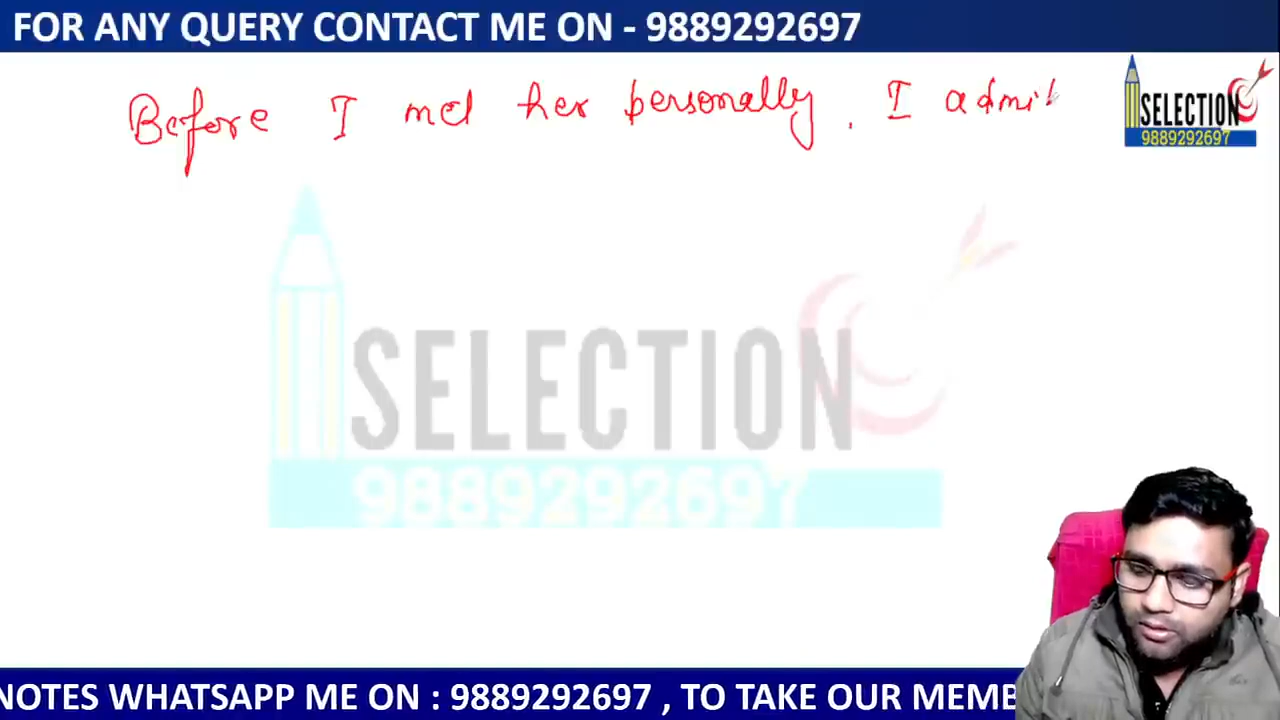 FOR ANY QUERY CONTACT ME ON - 9889292697
Before I met her personally, I admi
SELECTION
9889292697
SELECTION
9889292697
NOTES WHATSAPP ME ON : 9889292697 , TO TAKE OUR MEMB